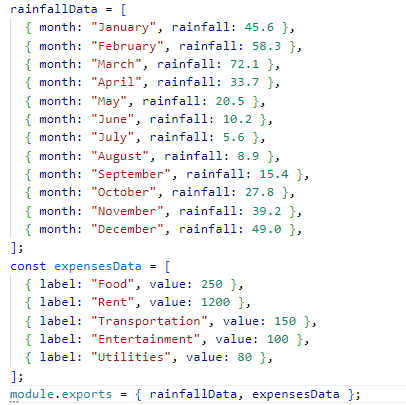 rainfallData = [
  { month: "January", rainfall: 45.6 },
  { month: "February", rainfall: 58.3 },
  { month: "March", rainfall: 72.1 },
  { month: "April", rainfall: 33.7 },
  { month: "May", rainfall: 20.5 },
  { month: "June", rainfall: 10.2 },
  { month: "July", rainfall: 5.6 },
  { month: "August", rainfall: 8.9 },
  { month: "September", rainfall: 15.4 },
  { month: "October", rainfall: 27.8 },
  { month: "November", rainfall: 39.2 },
  { month: "December", rainfall: 49.0 },
];
const expensesData = [
  { label: "Food", value: 250 },
  { label: "Rent", value: 1200 },
  { label: "Transportation", value: 150 },
  { label: "Entertainment", value: 100 },
  { label: "Utilities", value: 80 },
];
module.exports = { rainfallData, expensesData };